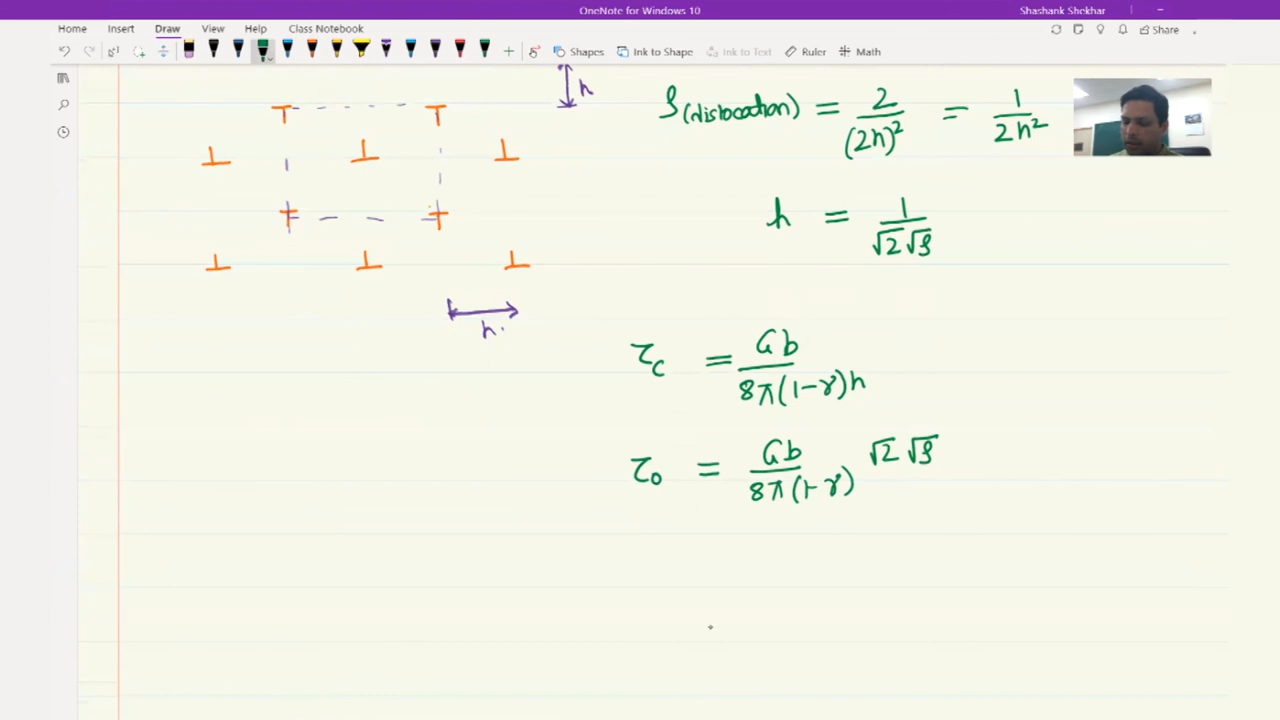 OneNote for Windows 10
Shashank Shekhar
Home Insert Draw View Help Class Notebook
Share
Shapes Ink to Shape Ink to Text Ruler Math
h
ρ(dislocation) = 2/(2h)² = 1/2h²
h = 1/√2√ρ
h.
τc = Gb/8π(1-γ)h
τ0 = Gb/8π(1-γ) √2√ρ